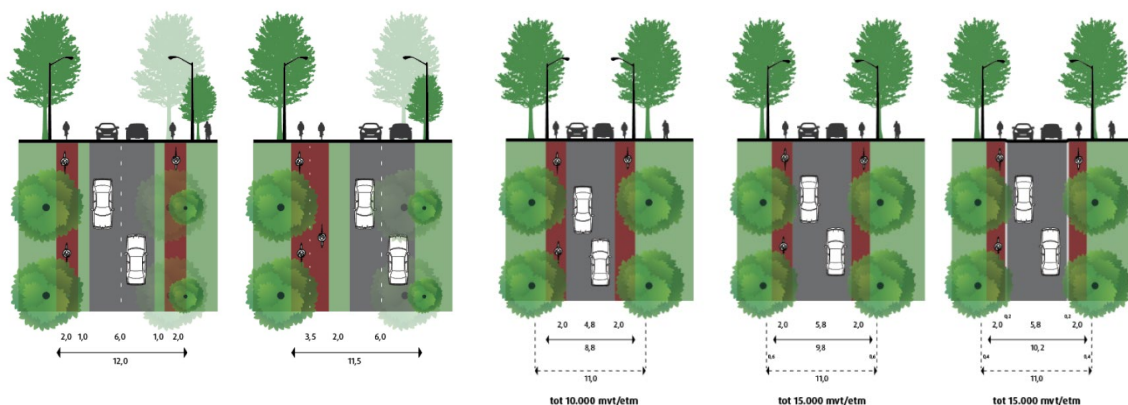 2,0 1,0 6,0 1,0 2,0
12,0
3,5 2,0 6,0
11,5
2,0 4,8 2,0
8,8
11,0
tot 10.000 mvt/etm
2,0 5,8 2,0
9,8
0,6 0,6
11,0
tot 15.000 mvt/etm
0,2 0,2
2,0 5,8 2,0
10,2
0,4 0,4
11,0
tot 15.000 mvt/etm